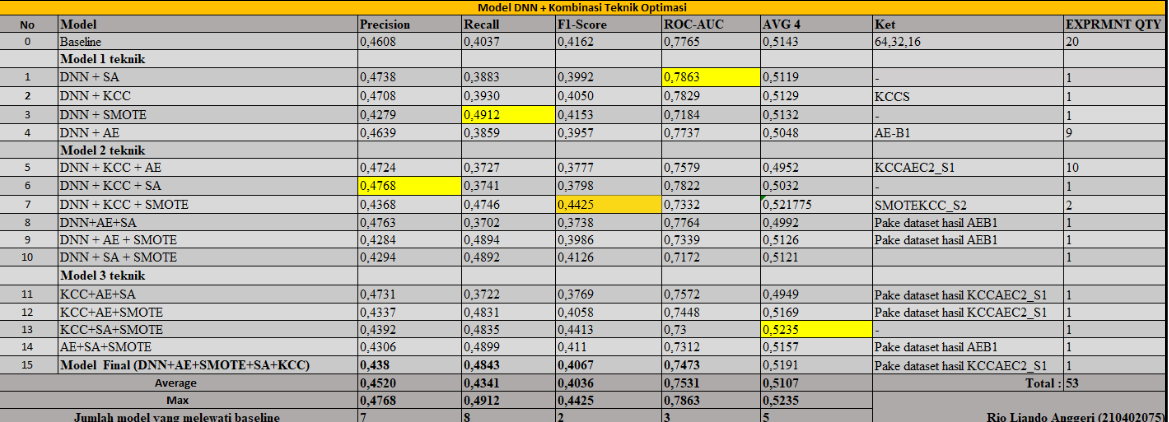 Model DNN + Kombinasi Teknik Optimasi
No Model Precision Recall F1-Score ROC-AUC AVG 4 Ket EXPRMNT QTY
0 Baseline 0,4608 0,4037 0,4162 0,7765 0,5143 64,32,16 20
Model 1 teknik
1 DNN + SA 0,4738 0,3883 0,3992 0,7863 0,5119 - 1
2 DNN + KCC 0,4708 0,3930 0,4050 0,7829 0,5129 KCCS 1
3 DNN + SMOTE 0,4279 0,4912 0,4153 0,7184 0,5132 - 1
4 DNN + AE 0,4639 0,3859 0,3957 0,7737 0,5048 AE-B1 9
Model 2 teknik
5 DNN + KCC + AE 0,4724 0,3727 0,3777 0,7579 0,4952 KCCAEC2_S1 10
6 DNN + KCC + SA 0,4768 0,3741 0,3798 0,7822 0,5032 - 1
7 DNN + KCC + SMOTE 0,4368 0,4746 0,4425 0,7332 0,521775 SMOTEKCC_S2 2
8 DNN+AE+SA 0,4763 0,3702 0,3738 0,7764 0,4992 Pake dataset hasil AEB1 1
9 DNN + AE + SMOTE 0,4284 0,4894 0,3986 0,7339 0,5126 Pake dataset hasil AEB1 1
10 DNN + SA + SMOTE 0,4294 0,4892 0,4126 0,7172 0,5121 1
Model 3 teknik
11 KCC+AE+SA 0,4731 0,3722 0,3769 0,7572 0,4949 Pake dataset hasil KCCAEC2_S1 1
12 KCC+AE+SMOTE 0,4337 0,4831 0,4058 0,7448 0,5169 Pake dataset hasil KCCAEC2_S1 1
13 KCC+SA+SMOTE 0,4392 0,4835 0,4413 0,73 0,5235 - 1
14 AE+SA+SMOTE 0,4306 0,4899 0,411 0,7312 0,5157 Pake dataset hasil AEB1 1
15 Model Final (DNN+AE+SMOTE+SA+KCC) 0,438 0,4843 0,4067 0,7473 0,5191 Pake dataset hasil KCCAEC2_S1 1
Average 0,4520 0,4341 0,4036 0,7531 0,5107 Total : 53
Max 0,4768 0,4912 0,4425 0,7863 0,5235
Jumlah model yang melewati baseline 7 8 2 3 5 Rio Liando Anggeri (210402075)